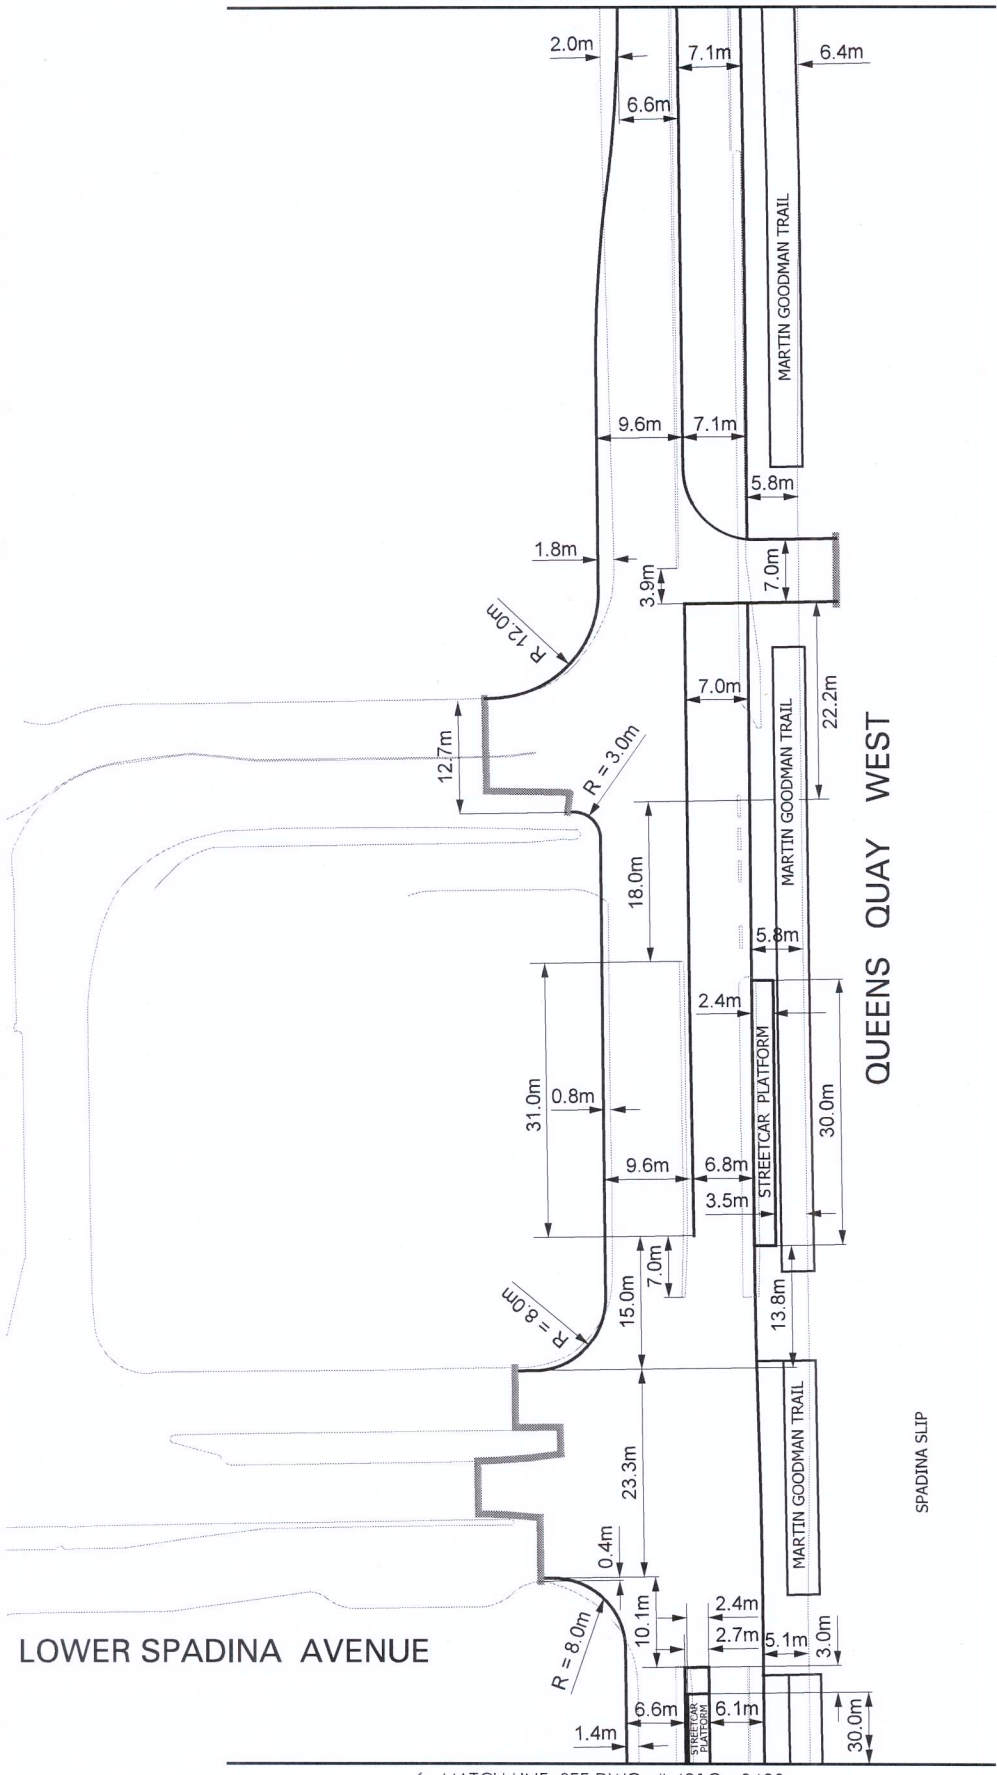 2.0m
7.1m
6.4m
6.6m
MARTIN GOODMAN TRAIL
9.6m
7.1m
5.8m
1.8m
3.9m
7.0m
R 12.0m
7.0m
22.2m
12.7m
R = 3.0m
MARTIN GOODMAN TRAIL
QUEENS QUAY WEST
18.0m
5.8m
2.4m
31.0m
0.8m
STREETCAR PLATFORM
30.0m
9.6m
6.8m
3.5m
7.0m
15.0m
R = 8.0m
13.8m
MARTIN GOODMAN TRAIL
SPADINA SLIP
23.3m
0.4m
LOWER SPADINA AVENUE
R = 8.0m
10.1m
2.4m
2.7m
5.1m
3.0m
6.6m
STREETCAR
PLATFORM
6.1m
30.0m
1.4m